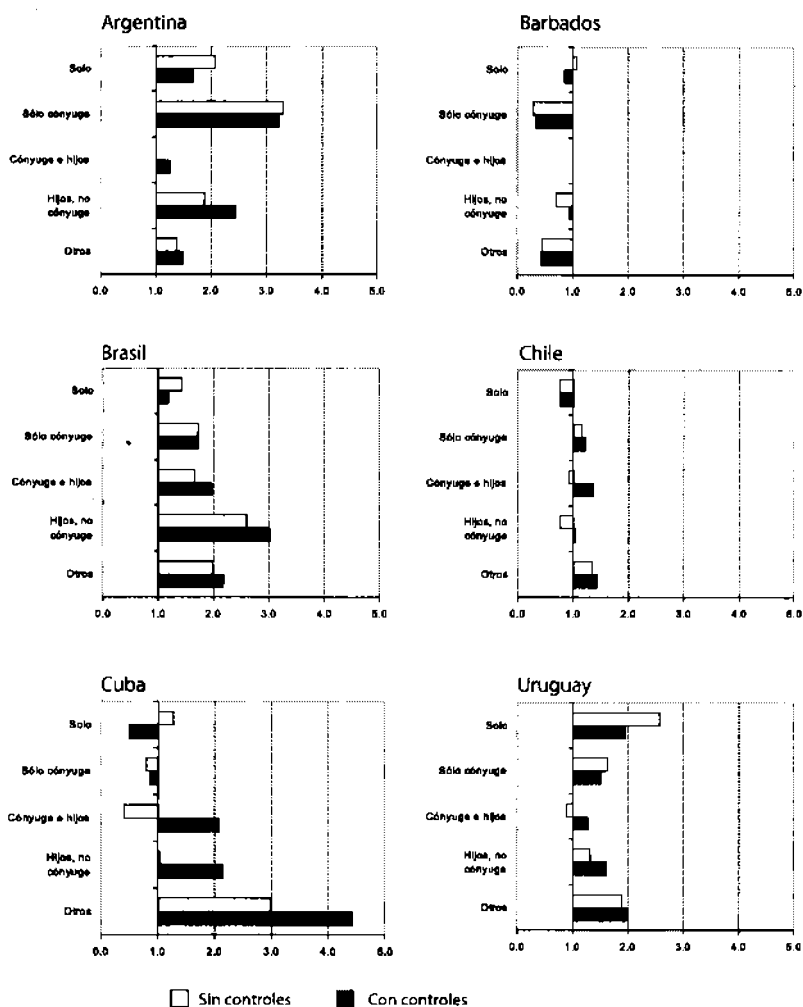 Argentina
Solo
Sólo cónyuge
Cónyuge e hijos
Hijos, no
cónyuge
Otros
0.0 1.0 2.0 3.0 4.0 5.0
Barbados
Solo
Sólo cónyuge
Cónyuge e hijos
Hijos, no
cónyuge
Otros
0.0 1.0 2.0 3.0 4.0 5.0
Brasil
Solo
Sólo cónyuge
Cónyuge e hijos
Hijos, no
cónyuge
Otros
0.0 1.0 2.0 3.0 4.0 5.0
Chile
Solo
Sólo cónyuge
Cónyuge e hijos
Hijos, no
cónyuge
Otros
0.0 1.0 2.0 3.0 4.0 5.0
Cuba
Solo
Sólo cónyuge
Cónyuge e hijos
Hijos, no
cónyuge
Otros
0.0 1.0 2.0 3.0 4.0 5.0
Uruguay
Solo
Sólo cónyuge
Cónyuge e hijos
Hijos, no
cónyuge
Otros
0.0 1.0 2.0 3.0 4.0 5.0
Sin controles Con controles